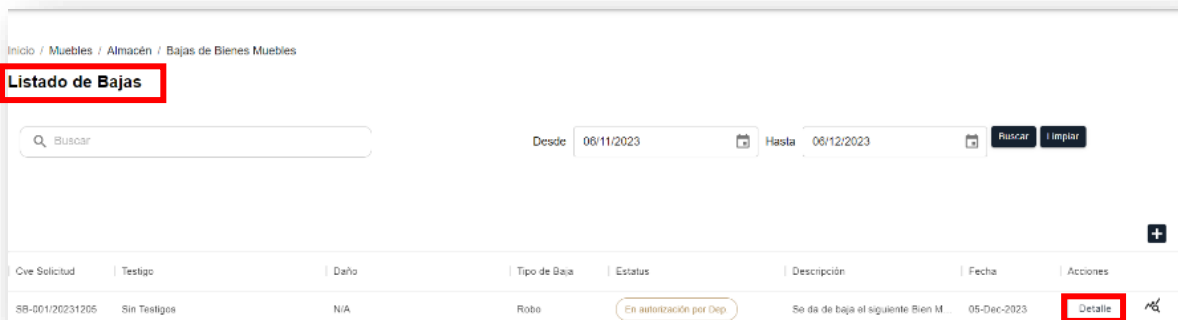 Inicio / Muebles / Almacén / Bajas de Bienes Muebles
Listado de Bajas
Buscar
Desde 06/11/2023 Hasta 06/12/2023 Buscar Limpiar
Cve Solicitud Testigo Daño Tipo de Baja Estatus Descripción Fecha Acciones
SB-001/20231205 Sin Testigos N/A Robo En autorización por Dep Se da de baja el siguiente Bien M... 05-Dec-2023 Detalle